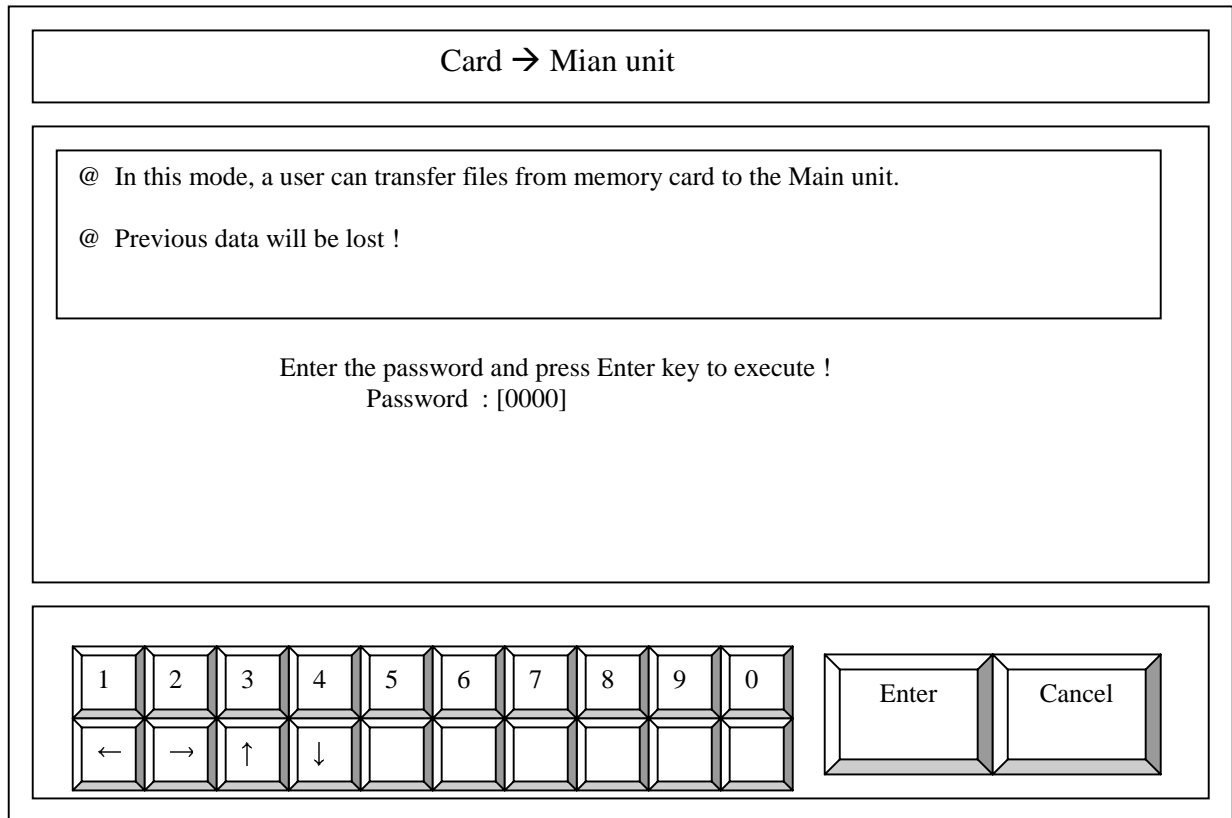 Card → Mian unit
@ In this mode, a user can transfer files from memory card to the Main unit.
@ Previous data will be lost !
Enter the password and press Enter key to execute !
Password : [0000]
1 2 3 4 5 6 7 8 9 0
Enter Cancel
← → ↑ ↓